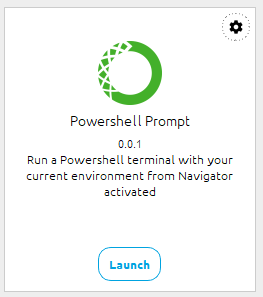 Powershell Prompt
0.0.1
Run a Powershell terminal with your
current environment from Navigator
activated
Launch